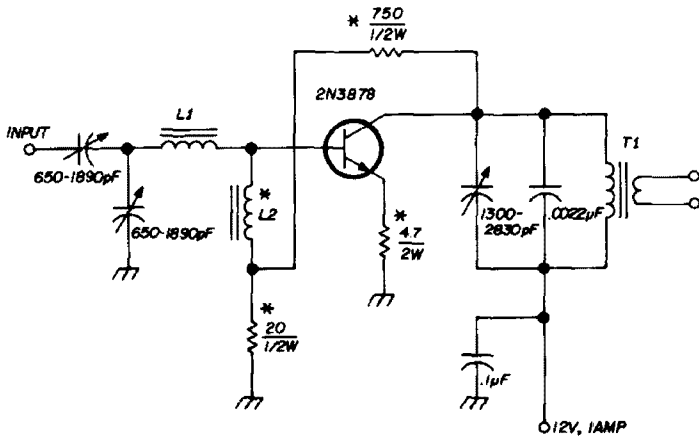 * 750
1/2W
2N3878
L1
INPUT
650-1890pF
650-1890pF
*
L2
*
4.7
2W
1300-
2830pF
.0022µF
T1
*
20
1/2W
.1µF
12V, 1AMP